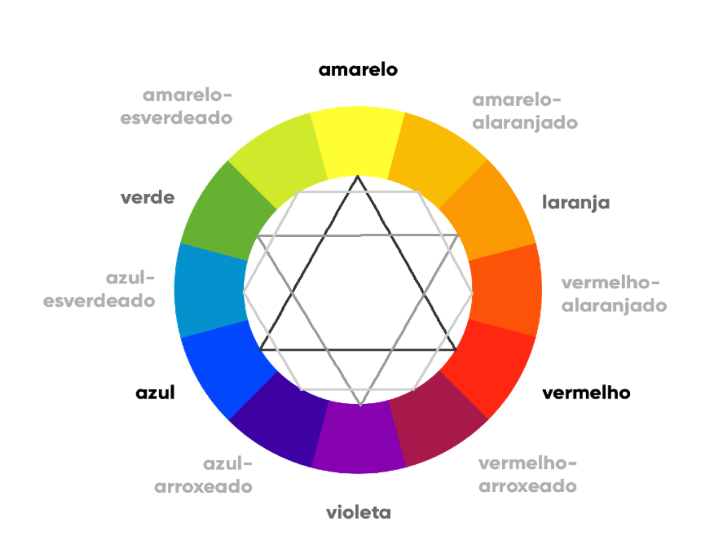 amarelo
amarelo-
esverdeado
amarelo-
alaranjado
verde
laranja
azul-
esverdeado
vermelho-
alaranjado
azul
vermelho
azul-
arroxeado
vermelho-
arroxeado
violeta